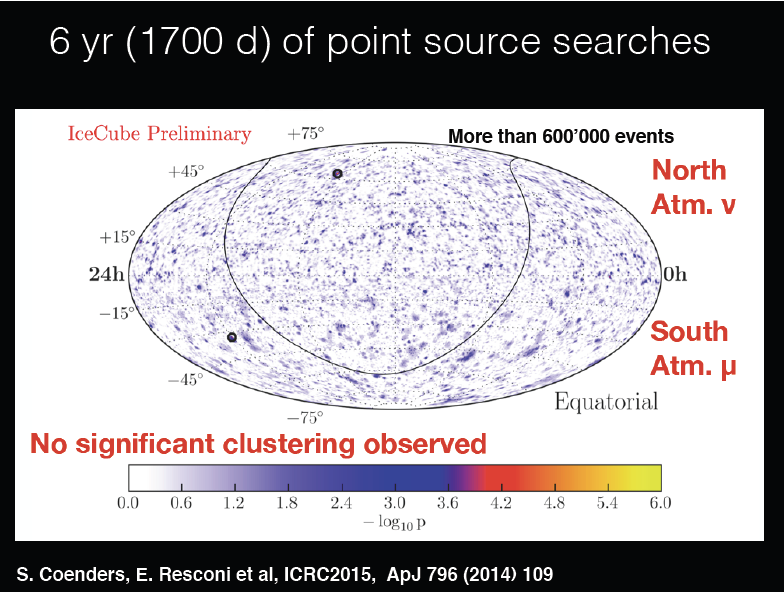 6 yr (1700 d) of point source searches
IceCube Preliminary
+75°
More than 600'000 events
+45°
North
Atm. ν
+15°
24h
0h
−15°
South
Atm. μ
−45°
Equatorial
−75°
No significant clustering observed
0.0 0.6 1.2 1.8 2.4 3.0 3.6 4.2 4.8 5.4 6.0
− log10 p
S. Coenders, E. Resconi et al, ICRC2015, ApJ 796 (2014) 109